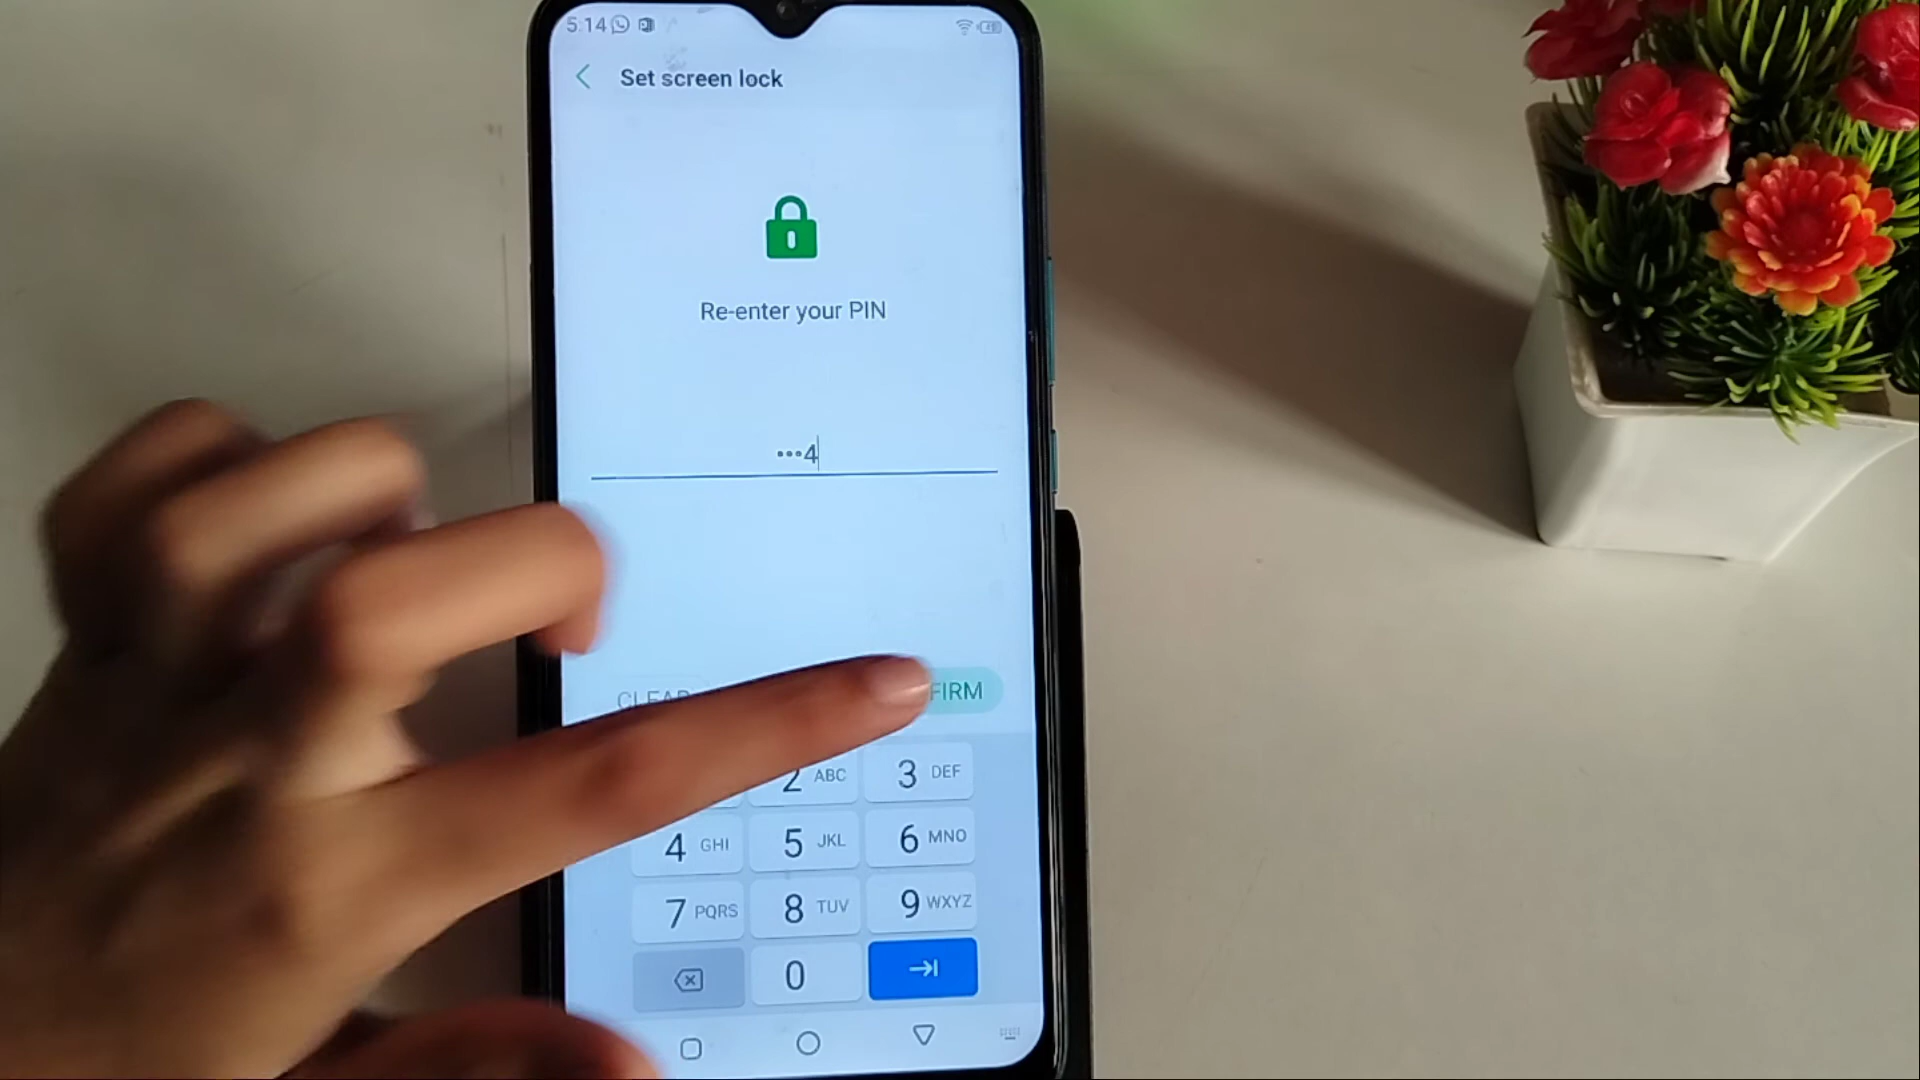 5:14
Set screen lock
Re-enter your PIN
•••4
CLEAR FIRM
2 ABC 3 DEF
4 GHI 5 JKL 6 MNO
7 PQRS 8 TUV 9 WXYZ
0